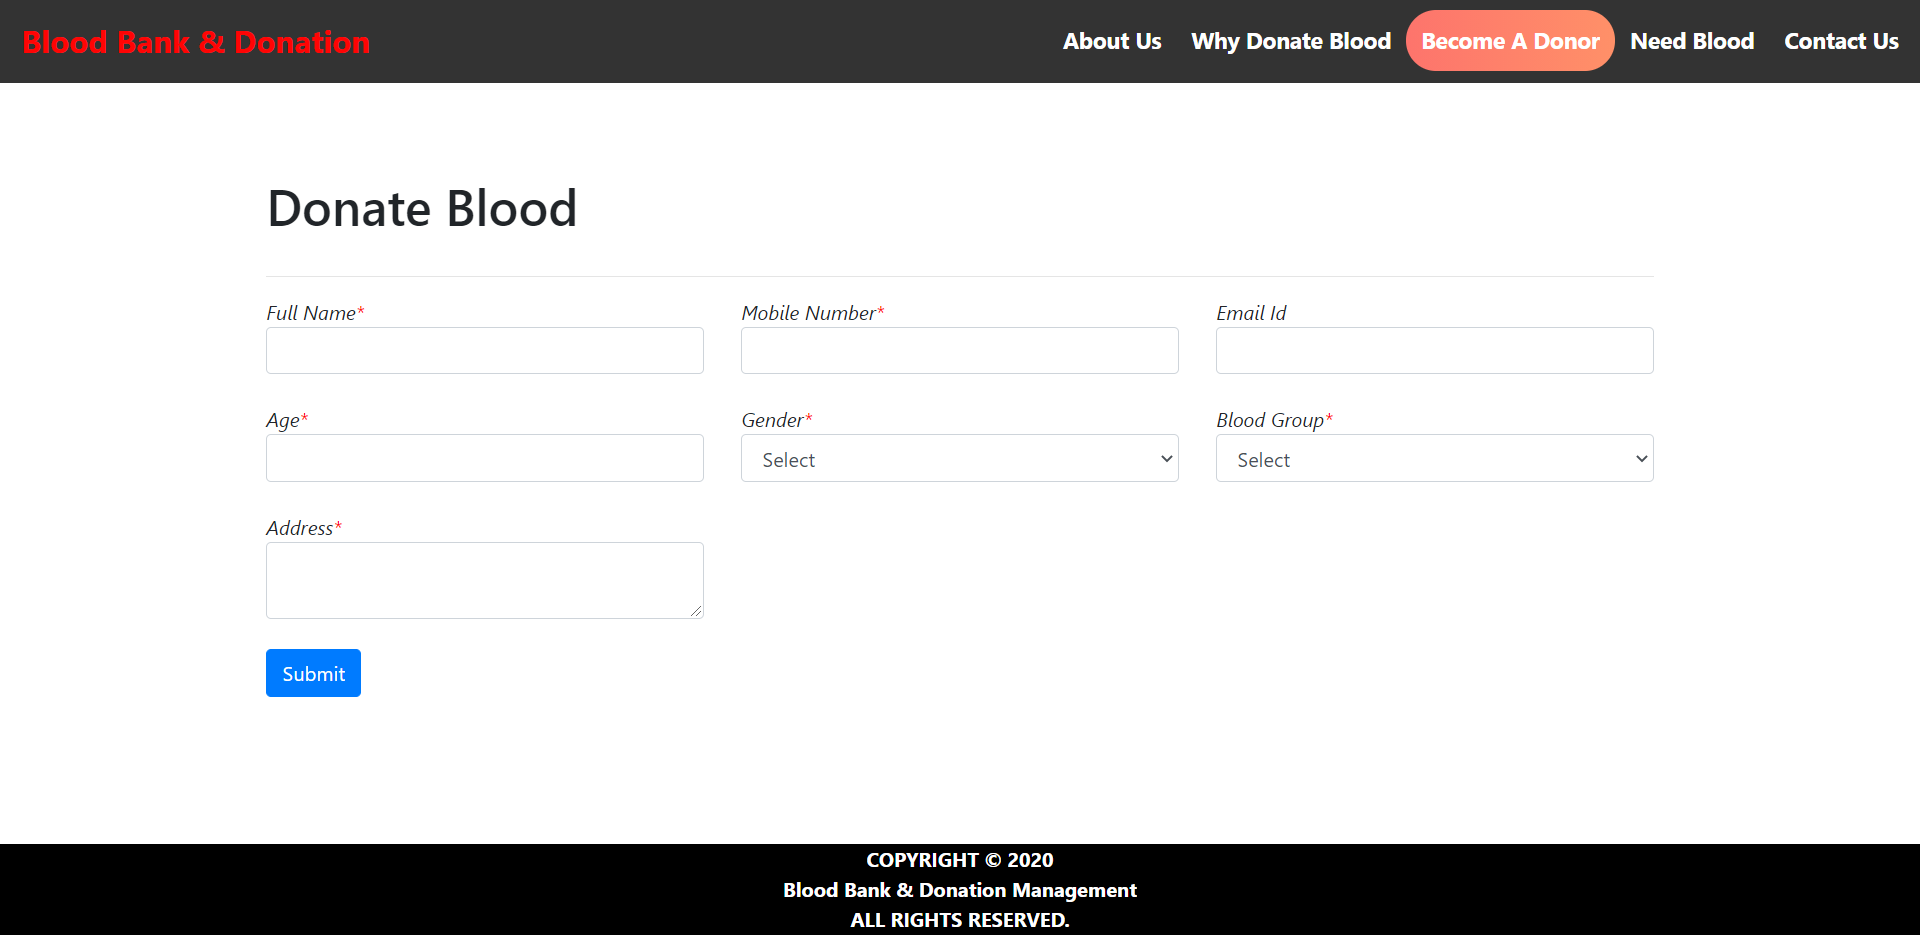 Blood Bank & Donation
About Us Why Donate Blood Become A Donor Need Blood Contact Us
Donate Blood
Full Name* Mobile Number* Email Id
Age* Gender* Blood Group*
Select Select
Address*
Submit
COPYRIGHT © 2020
Blood Bank & Donation Management
ALL RIGHTS RESERVED.